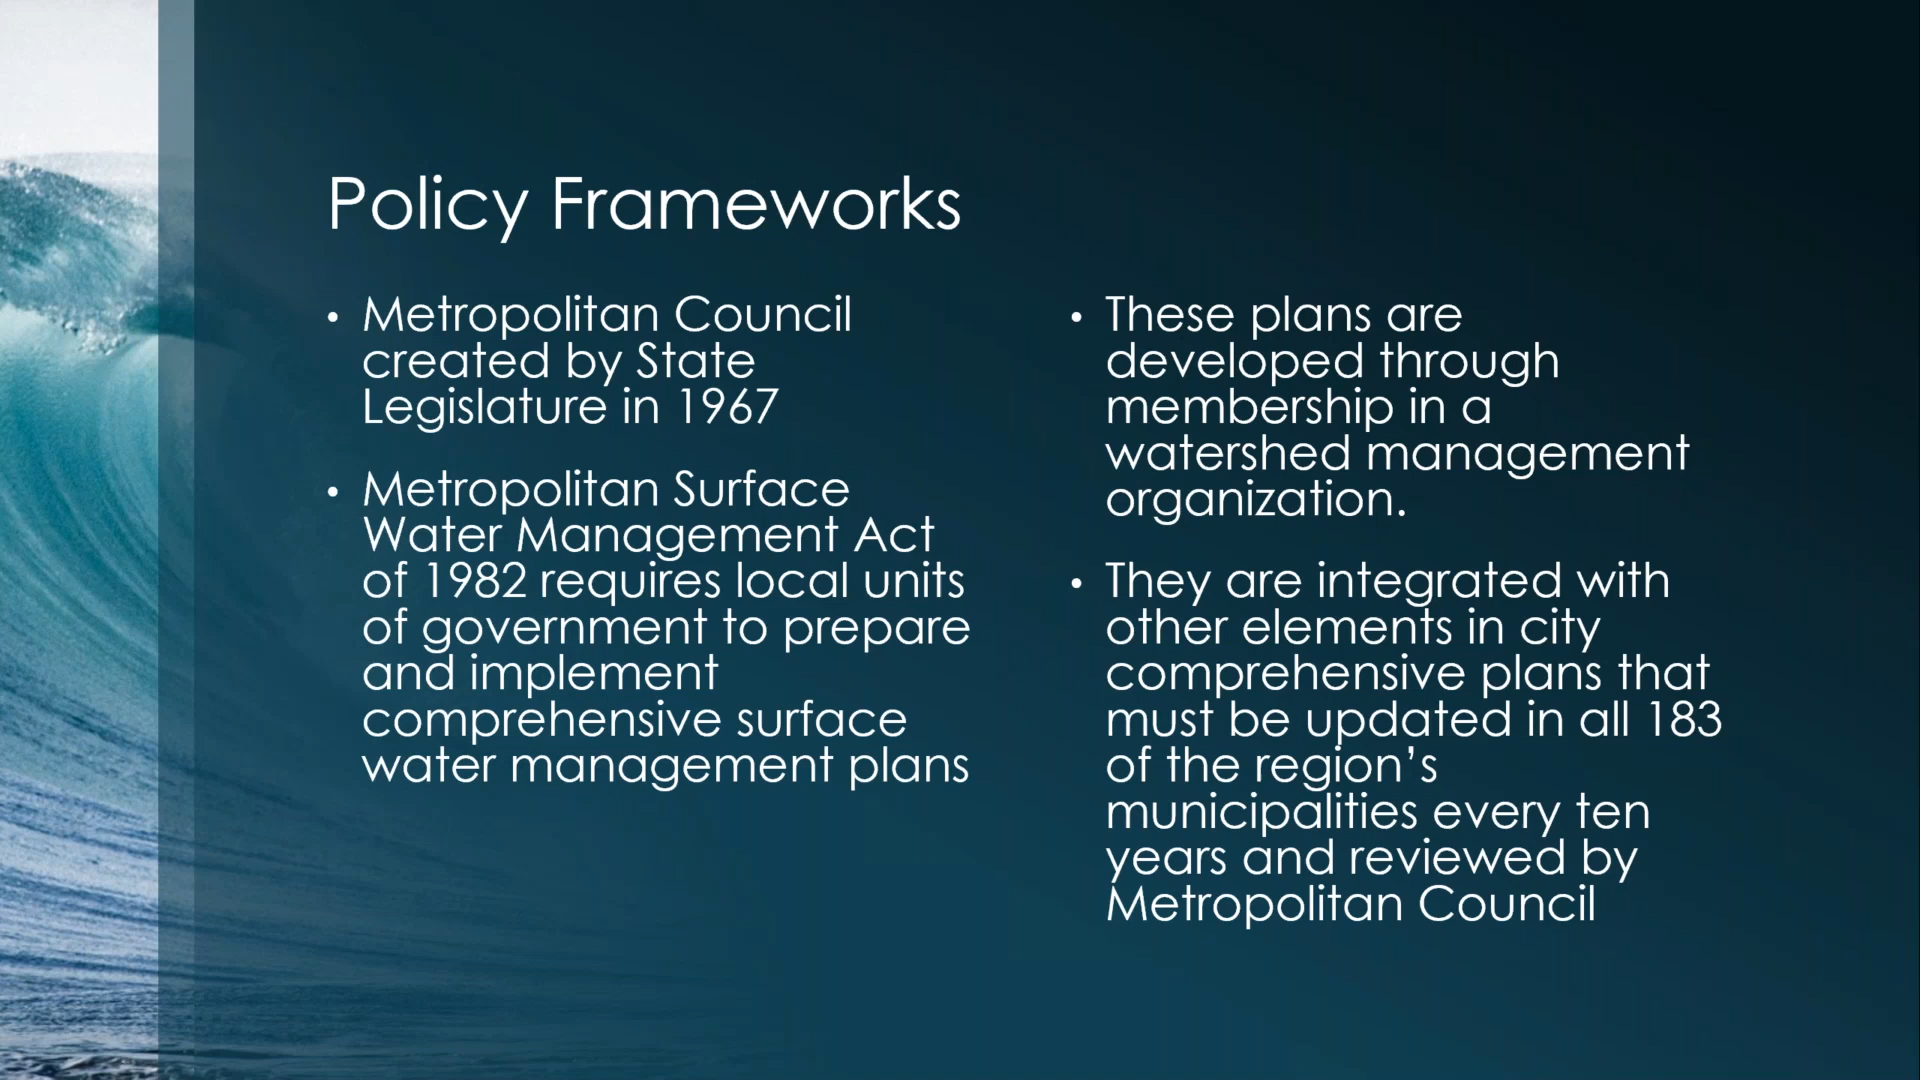 Policy Frameworks
• Metropolitan Council
created by State
Legislature in 1967
• Metropolitan Surface
Water Management Act
of 1982 requires local units
of government to prepare
and implement
comprehensive surface
water management plans
• These plans are
developed through
membership in a
watershed management
organization.
• They are integrated with
other elements in city
comprehensive plans that
must be updated in all 183
of the region’s
municipalities every ten
years and reviewed by
Metropolitan Council